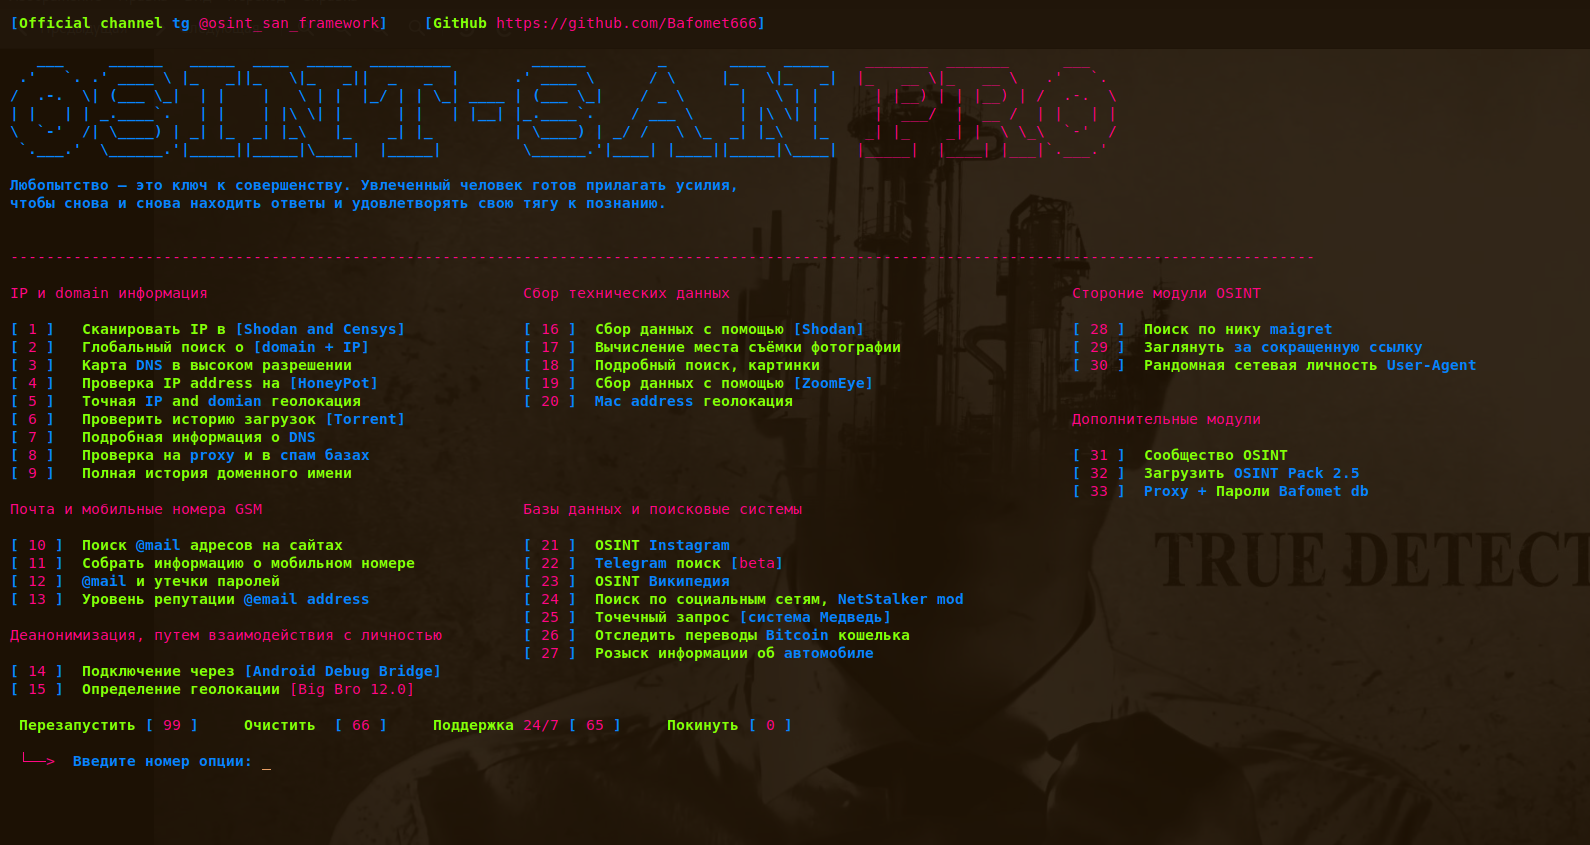 [Official channel tg @osint_san_framework]    [GitHub https://github.com/Bafomet666]
OSINT-SAN PRO
Любопытство — это ключ к совершенству. Увлеченный человек готов прилагать усилия,
чтобы снова и снова находить ответы и удовлетворять свою тягу к познанию.
IP и domain информация
[ 1 ]   Сканировать IP в [Shodan and Censys]
[ 2 ]   Глобальный поиск о [domain + IP]
[ 3 ]   Карта DNS в высоком разрешении
[ 4 ]   Проверка IP address на [HoneyPot]
[ 5 ]   Точная IP and domian геолокация
[ 6 ]   Проверить историю загрузок [Torrent]
[ 7 ]   Подробная информация о DNS
[ 8 ]   Проверка на proxy и в спам базах
[ 9 ]   Полная история доменного имени
Почта и мобильные номера GSM
[ 10 ]  Поиск @mail адресов на сайтах
[ 11 ]  Собрать информацию о мобильном номере
[ 12 ]  @mail и утечки паролей
[ 13 ]  Уровень репутации @email address
Деанонимизация, путем взаимодействия с личностью
[ 14 ]  Подключение через [Android Debug Bridge]
[ 15 ]  Определение геолокации [Big Bro 12.0]
Сбор технических данных
[ 16 ]  Сбор данных с помощью [Shodan]
[ 17 ]  Вычисление места съёмки фотографии
[ 18 ]  Подробный поиск, картинки
[ 19 ]  Сбор данных с помощью [ZoomEye]
[ 20 ]  Mac address геолокация
Базы данных и поисковые системы
[ 21 ]  OSINT Instagram
[ 22 ]  Telegram поиск [beta]
[ 23 ]  OSINT Википедия
[ 24 ]  Поиск по социальным сетям, NetStalker mod
[ 25 ]  Точечный запрос [система Медведь]
[ 26 ]  Отследить переводы Bitcoin кошелька
[ 27 ]  Розыск информации об автомобиле
Стороние модули OSINT
[ 28 ]  Поиск по нику maigret
[ 29 ]  Заглянуть за сокращенную ссылку
[ 30 ]  Рандомная сетевая личность User-Agent
Дополнительные модули
[ 31 ]  Сообщество OSINT
[ 32 ]  Загрузить OSINT Pack 2.5
[ 33 ]  Proxy + Пароли Bafomet db
TRUE DETECT
Перезапустить [ 99 ]     Очистить  [ 66 ]     Поддержка 24/7 [ 65 ]     Покинуть [ 0 ]
└──>  Введите номер опции: _